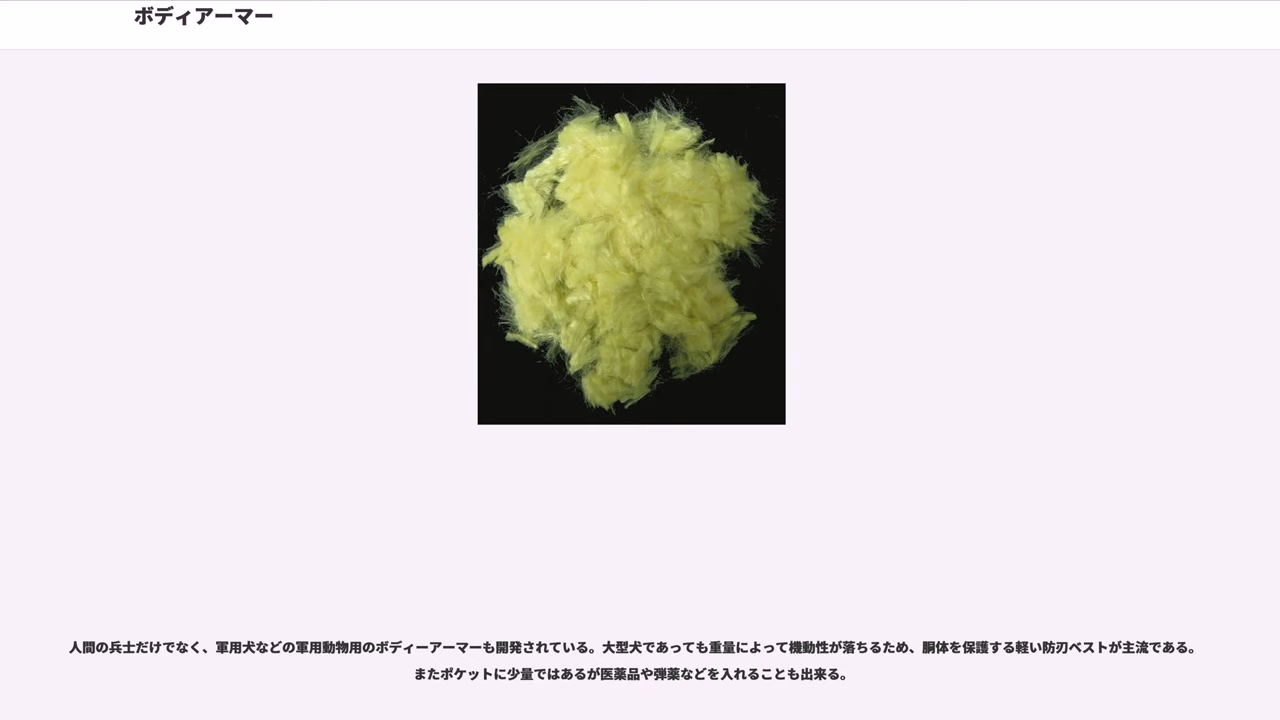 ボディアーマー
人間の兵士だけでなく、軍用犬などの軍用動物用のボディーアーマーも開発されている。大型犬であっても重量によって機動性が落ちるため、胴体を保護する軽い防刃ベストが主流である。
またポケットに少量ではあるが医薬品や弾薬などを入れることも出来る。